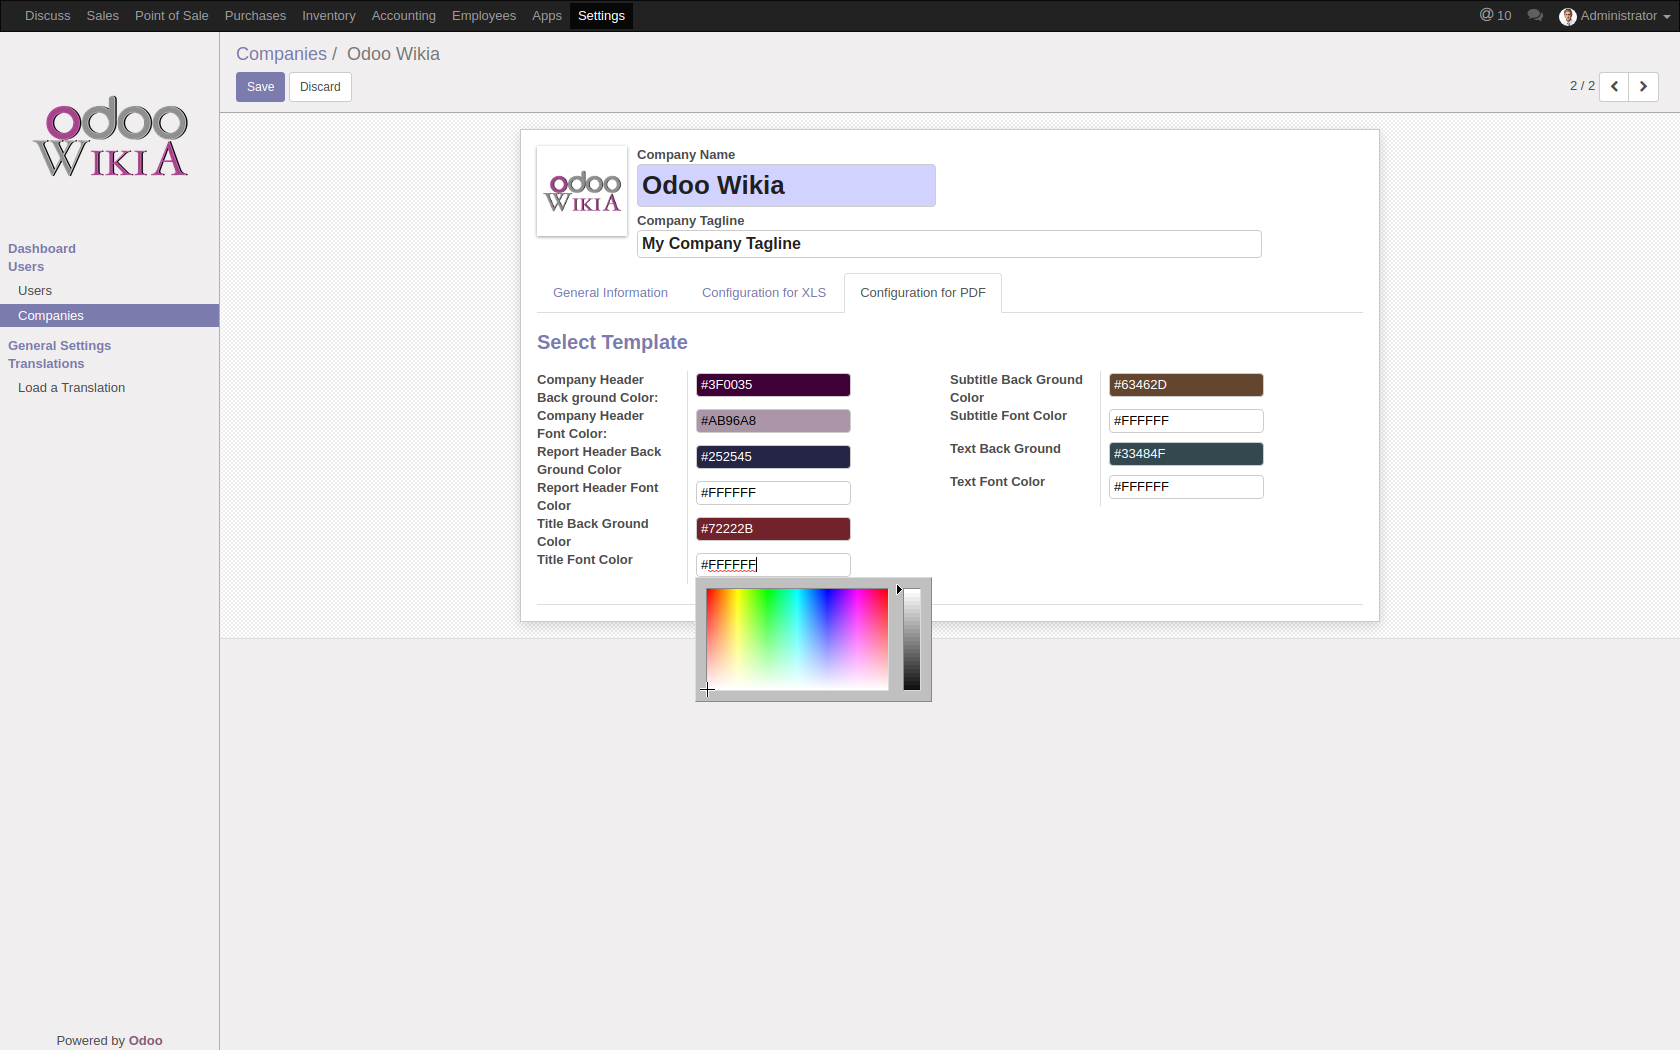 Discuss Sales Point of Sale Purchases Inventory Accounting Employees Apps Settings @ 10 Administrator
Companies / Odoo Wikia
Save Discard 2 / 2
odoo
WIKIA
Dashboard
Users
Users
Companies
General Settings
Translations
Load a Translation
odoo
WIKIA
Company Name
Odoo Wikia
Company Tagline
My Company Tagline
General Information Configuration for XLS Configuration for PDF
Select Template
Company Header
Back ground Color:
#3F0035
Company Header
Font Color:
#AB96A8
Report Header Back
Ground Color
#252545
Report Header Font
Color
#FFFFFF
Title Back Ground
Color
#72222B
Title Font Color
#FFFFFF
Subtitle Back Ground
Color
#63462D
Subtitle Font Color
#FFFFFF
Text Back Ground
#33484F
Text Font Color
#FFFFFF
Powered by Odoo